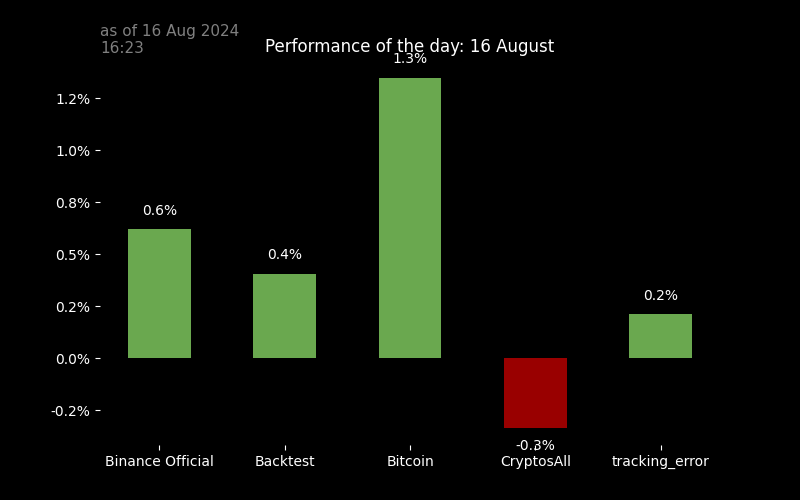 as of 16 Aug 2024
16:23
Performance of the day: 16 August
1.3%
1.2%
1.0%
0.8%
0.6%
0.5%
0.4%
0.2%
0.2%
0.0%
-0.2%
-0.3%
Binance Official
Backtest
Bitcoin
CryptosAll
tracking_error